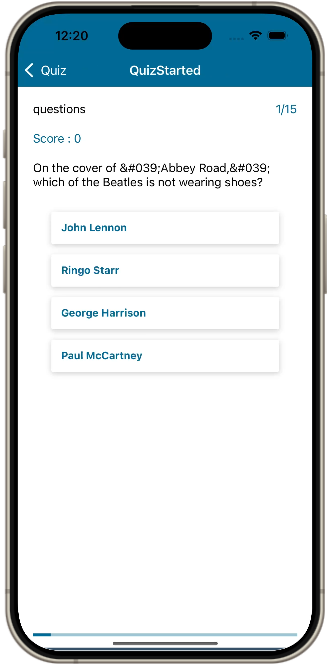 12:20
Quiz
QuizStarted
questions
1/15
Score : 0
On the cover of &#039;Abbey Road,&#039;
which of the Beatles is not wearing shoes?
John Lennon
Ringo Starr
George Harrison
Paul McCartney